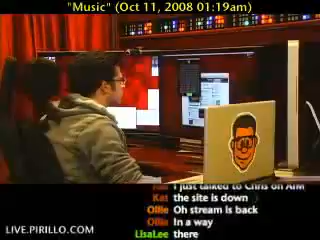 "Music" (Oct 11, 2008 01:19am)
I just talked to Chris on AIM
Kat the site is down
Ollie Oh stream is back
Ollie In a way
LisaLee there
LIVE.PIRILLO.COM